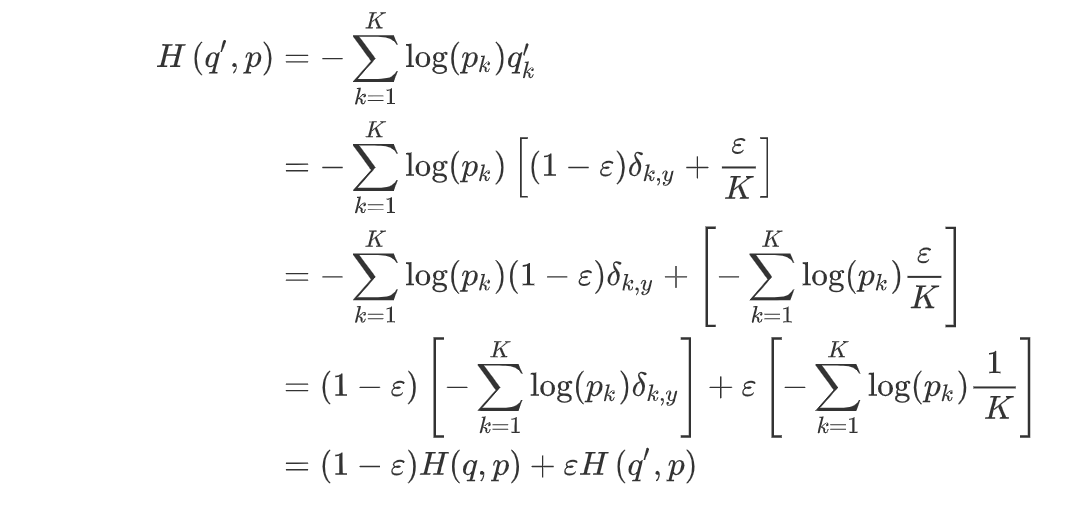 H (q′, p) = − ∑_{k=1}^{K} log(p_k)q′_k
= − ∑_{k=1}^{K} log(p_k) [(1 − ε)δ_{k,y} + ε/K]
= − ∑_{k=1}^{K} log(p_k)(1 − ε)δ_{k,y} + [− ∑_{k=1}^{K} log(p_k) ε/K]
= (1 − ε) [− ∑_{k=1}^{K} log(p_k)δ_{k,y}] + ε [− ∑_{k=1}^{K} log(p_k) 1/K]
= (1 − ε)H(q, p) + εH (q′, p)